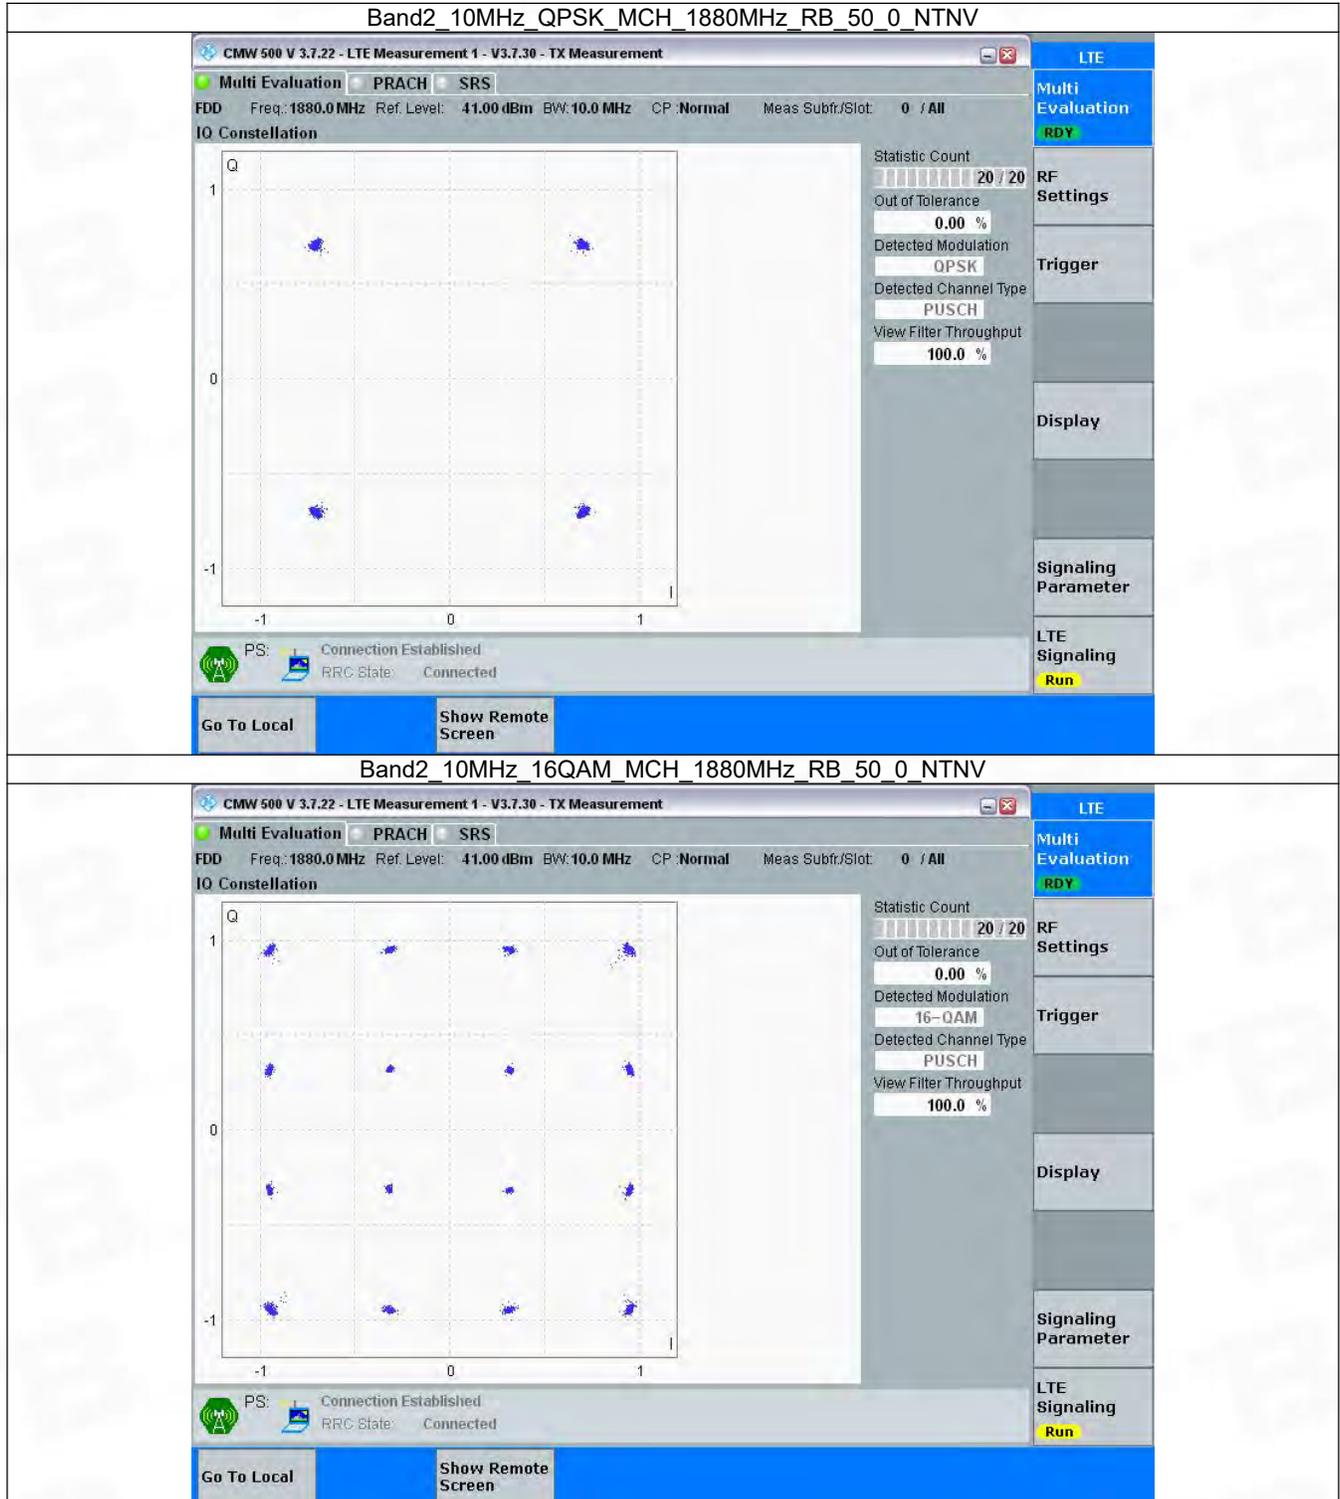 Band2_10MHz_QPSK_MCH_1880MHz_RB_50_0_NTNV
CMW 500 V 3.7.22 - LTE Measurement 1 - V3.7.30 - TX Measurement
LTE
Multi Evaluation PRACH SRS
Multi
Evaluation
RDY
FDD Freq.: 1880.0 MHz Ref. Level: 41.00 dBm BW: 10.0 MHz CP : Normal Meas Subfr./Slot: 0 / All
IQ Constellation
Q
1
0
-1
-1 0 1
I
Statistic Count
20 / 20
Out of Tolerance
0.00 %
Detected Modulation
QPSK
Detected Channel Type
PUSCH
View Filter Throughput
100.0 %
RF
Settings
Trigger
Display
Signaling
Parameter
LTE
Signaling
Run
PS: Connection Established
RRC State: Connected
Go To Local
Show Remote
Screen
Band2_10MHz_16QAM_MCH_1880MHz_RB_50_0_NTNV
CMW 500 V 3.7.22 - LTE Measurement 1 - V3.7.30 - TX Measurement
LTE
Multi Evaluation PRACH SRS
Multi
Evaluation
RDY
FDD Freq.: 1880.0 MHz Ref. Level: 41.00 dBm BW: 10.0 MHz CP : Normal Meas Subfr./Slot: 0 / All
IQ Constellation
Q
1
0
-1
-1 0 1
I
Statistic Count
20 / 20
Out of Tolerance
0.00 %
Detected Modulation
16-QAM
Detected Channel Type
PUSCH
View Filter Throughput
100.0 %
RF
Settings
Trigger
Display
Signaling
Parameter
LTE
Signaling
Run
PS: Connection Established
RRC State: Connected
Go To Local
Show Remote
Screen